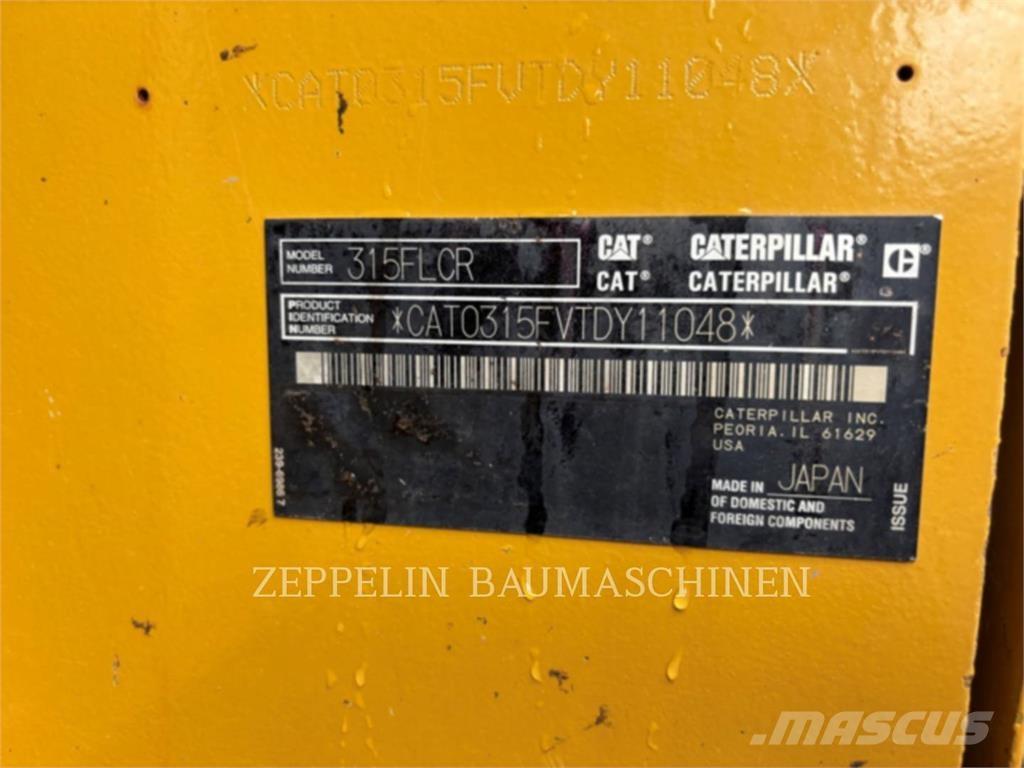 *CAT0315FVTDY11048*
MODEL NUMBER 315FLCR
CAT® CATERPILLAR®
CAT® CATERPILLAR®
PRODUCT IDENTIFICATION NUMBER *CAT0315FVTDY11048*
CATERPILLAR INC.
PEORIA, IL 61629
USA
MADE IN JAPAN
OF DOMESTIC AND
FOREIGN COMPONENTS
ISSUE
ZEPPELIN BAUMASCHINEN
MASCUS